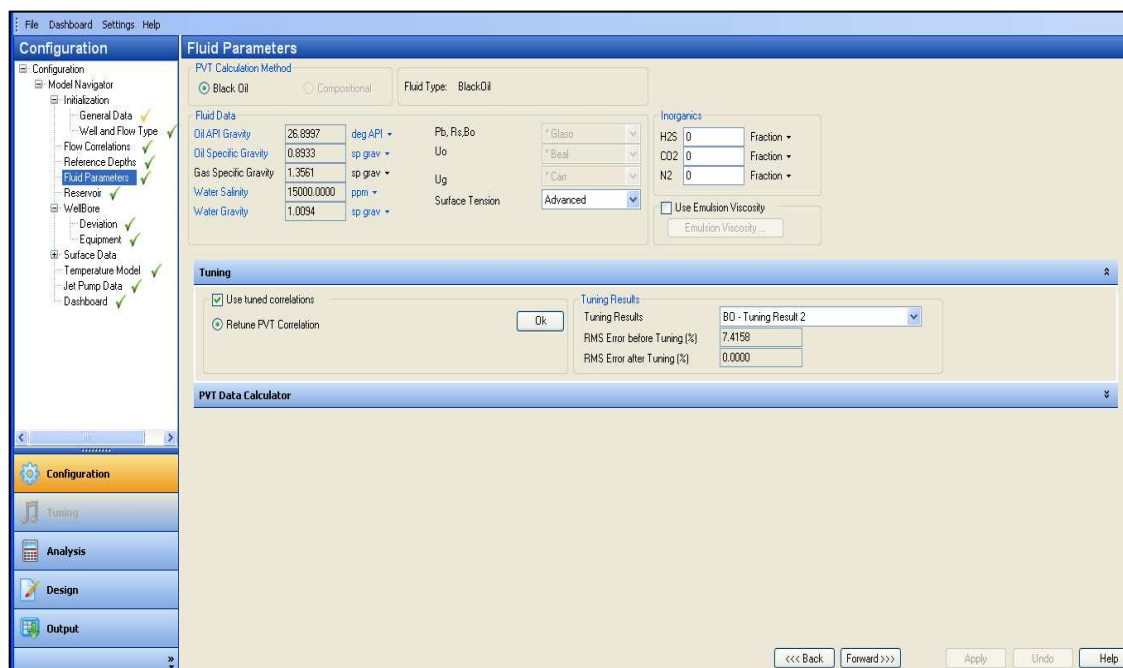 File Dashboard Settings Help
Configuration
Configuration
Model Navigator
Initialization
General Data
Well and Flow Type
Flow Correlations
Reference Depths
Fluid Parameters
Reservoir
WellBore
Deviation
Equipment
Surface Data
Temperature Model
Jet Pump Data
Dashboard
Configuration
Tuning
Analysis
Design
Output
Fluid Parameters
PVT Calculation Method
Black Oil Compositional
Fluid Type: BlackOil
Fluid Data
Oil API Gravity 26.8997 deg API
Oil Specific Gravity 0.8933 sp grav
Gas Specific Gravity 1.3561 sp grav
Water Salinity 15000.0000 ppm
Water Gravity 1.0094 sp grav
Pb, Rs,Bo * Glaso
Uo * Beal
Ug * Carr
Surface Tension Advanced
Inorganics
H2S 0 Fraction
CO2 0 Fraction
N2 0 Fraction
Use Emulsion Viscosity
Emulsion Viscosity ...
Tuning
Use tuned correlations
Retune PVT Correlation Ok
Tuning Results
Tuning Results BO - Tuning Result 2
RMS Error before Tuning (%) 7.4158
RMS Error after Tuning (%) 0.0000
PVT Data Calculator
<<< Back Forward >>> Apply Undo Help